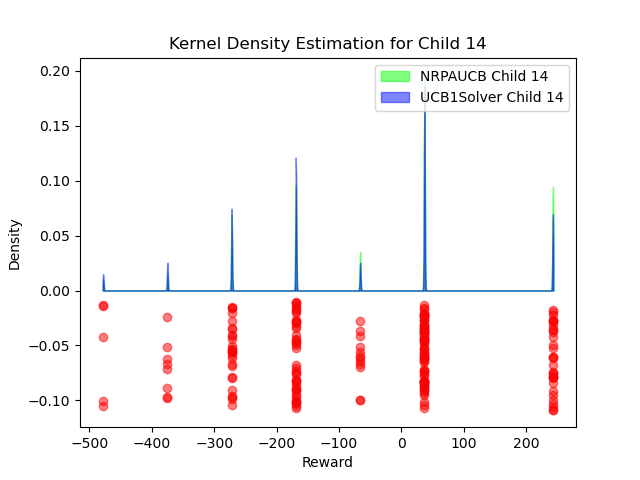 Kernel Density Estimation for Child 14
NRPAUCB Child 14
UCB1Solver Child 14
0.20
0.15
0.10
0.05
0.00
−0.05
−0.10
Density
−500 −400 −300 −200 −100 0 100 200
Reward